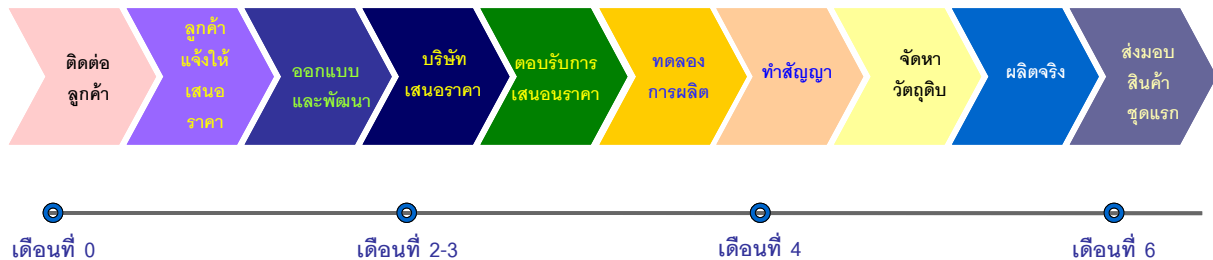 ติดต่อ
ลูกค้า
ลูกค้า
แจ้งให้
เสนอ
ราคา
ออกแบบ
และพัฒนา
บริษัท
เสนอราคา
ตอบรับการ
เสนอนราคา
ทดลอง
การผลิต
ทำสัญญา
จัดหา
วัตถุดิบ
ผลิตจริง
ส่งมอบ
สินค้า
ชุดแรก
เดือนที่ 0
เดือนที่ 2-3
เดือนที่ 4
เดือนที่ 6